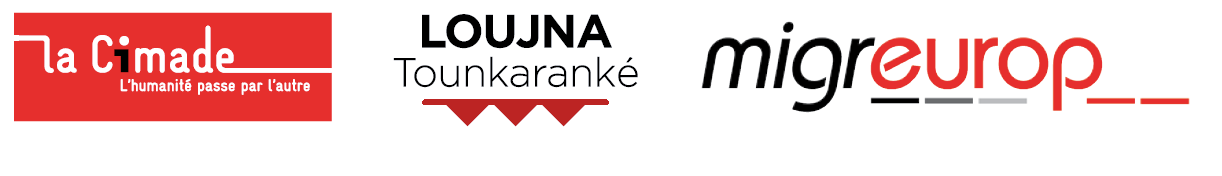 la Cimade
L'humanité passe par l'autre
LOUJNA
Tounkaranké
migreurop